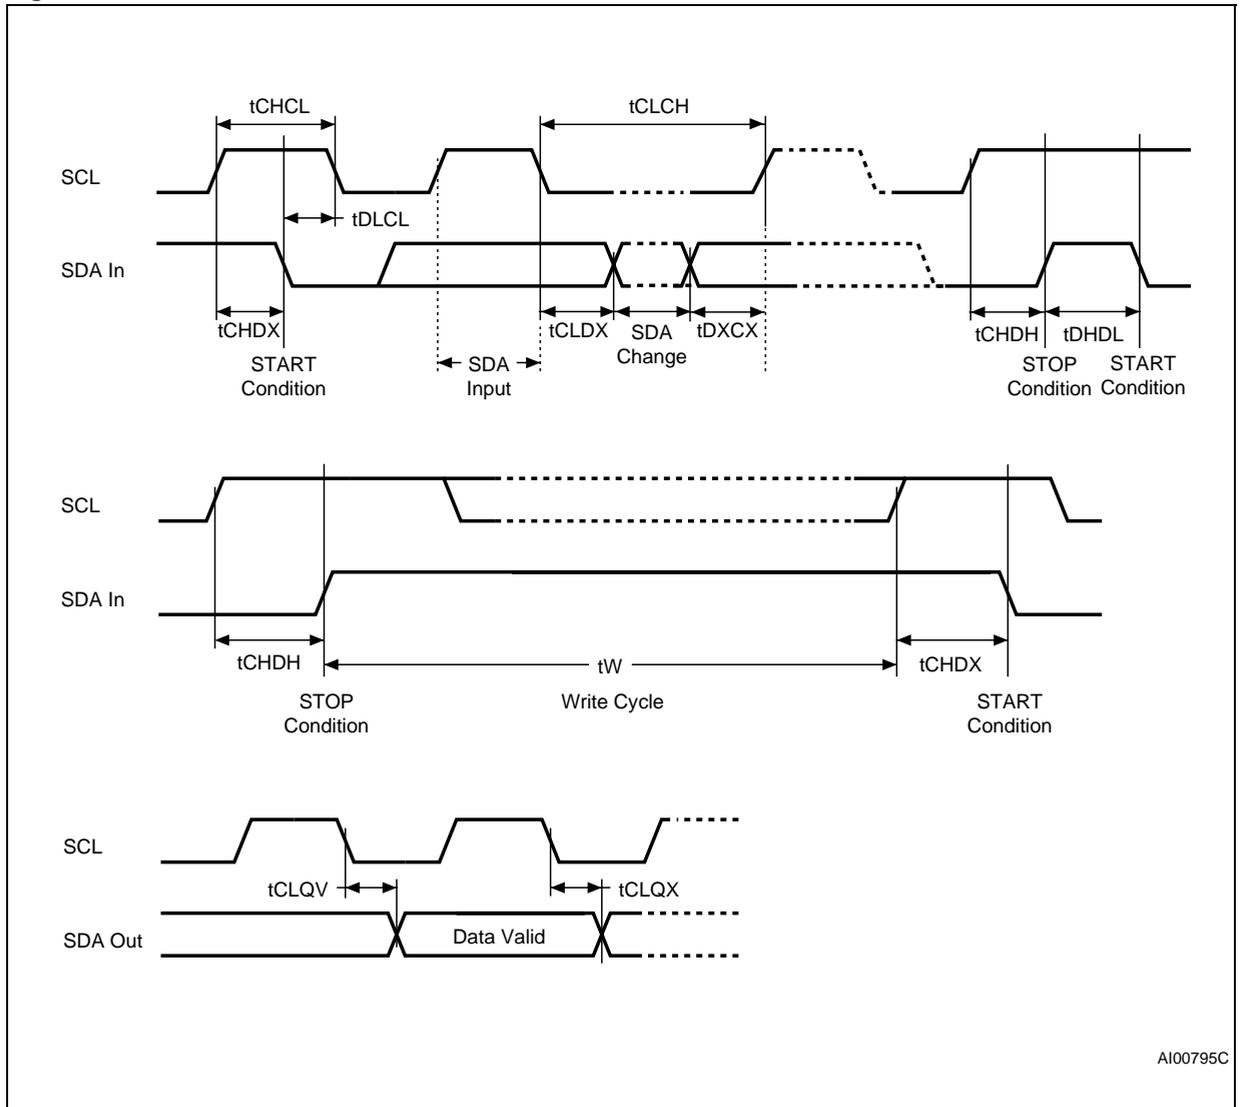 tCHCL
tCLCH
SCL
tDLCL
SDA In
tCHDX
tCLDX
SDA
Change
tDXCX
tCHDH
tDHDL
START
Condition
SDA
Input
STOP
Condition
START
Condition
SCL
SDA In
tCHDH
tW
tCHDX
STOP
Condition
Write Cycle
START
Condition
SCL
tCLQV
tCLQX
SDA Out
Data Valid
AI00795C